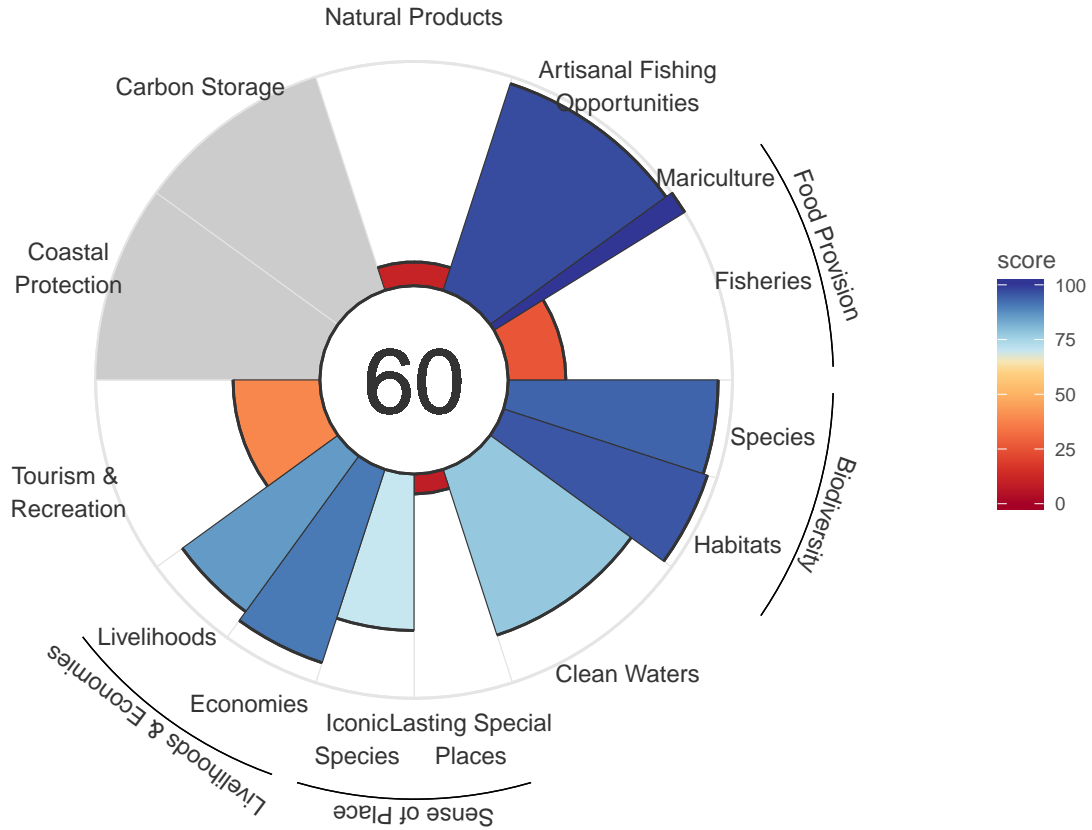 Natural Products
Artisanal Fishing
Opportunities
Carbon Storage
Mariculture
Food Provision
Fisheries
Coastal
Protection
score
100
75
50
25
0
60
Species
Biodiversity
Habitats
Tourism &
Recreation
Clean Waters
Livelihoods
Livelihoods & Economies
Economies
Iconic
Species
Lasting Special
Places
Sense of Place